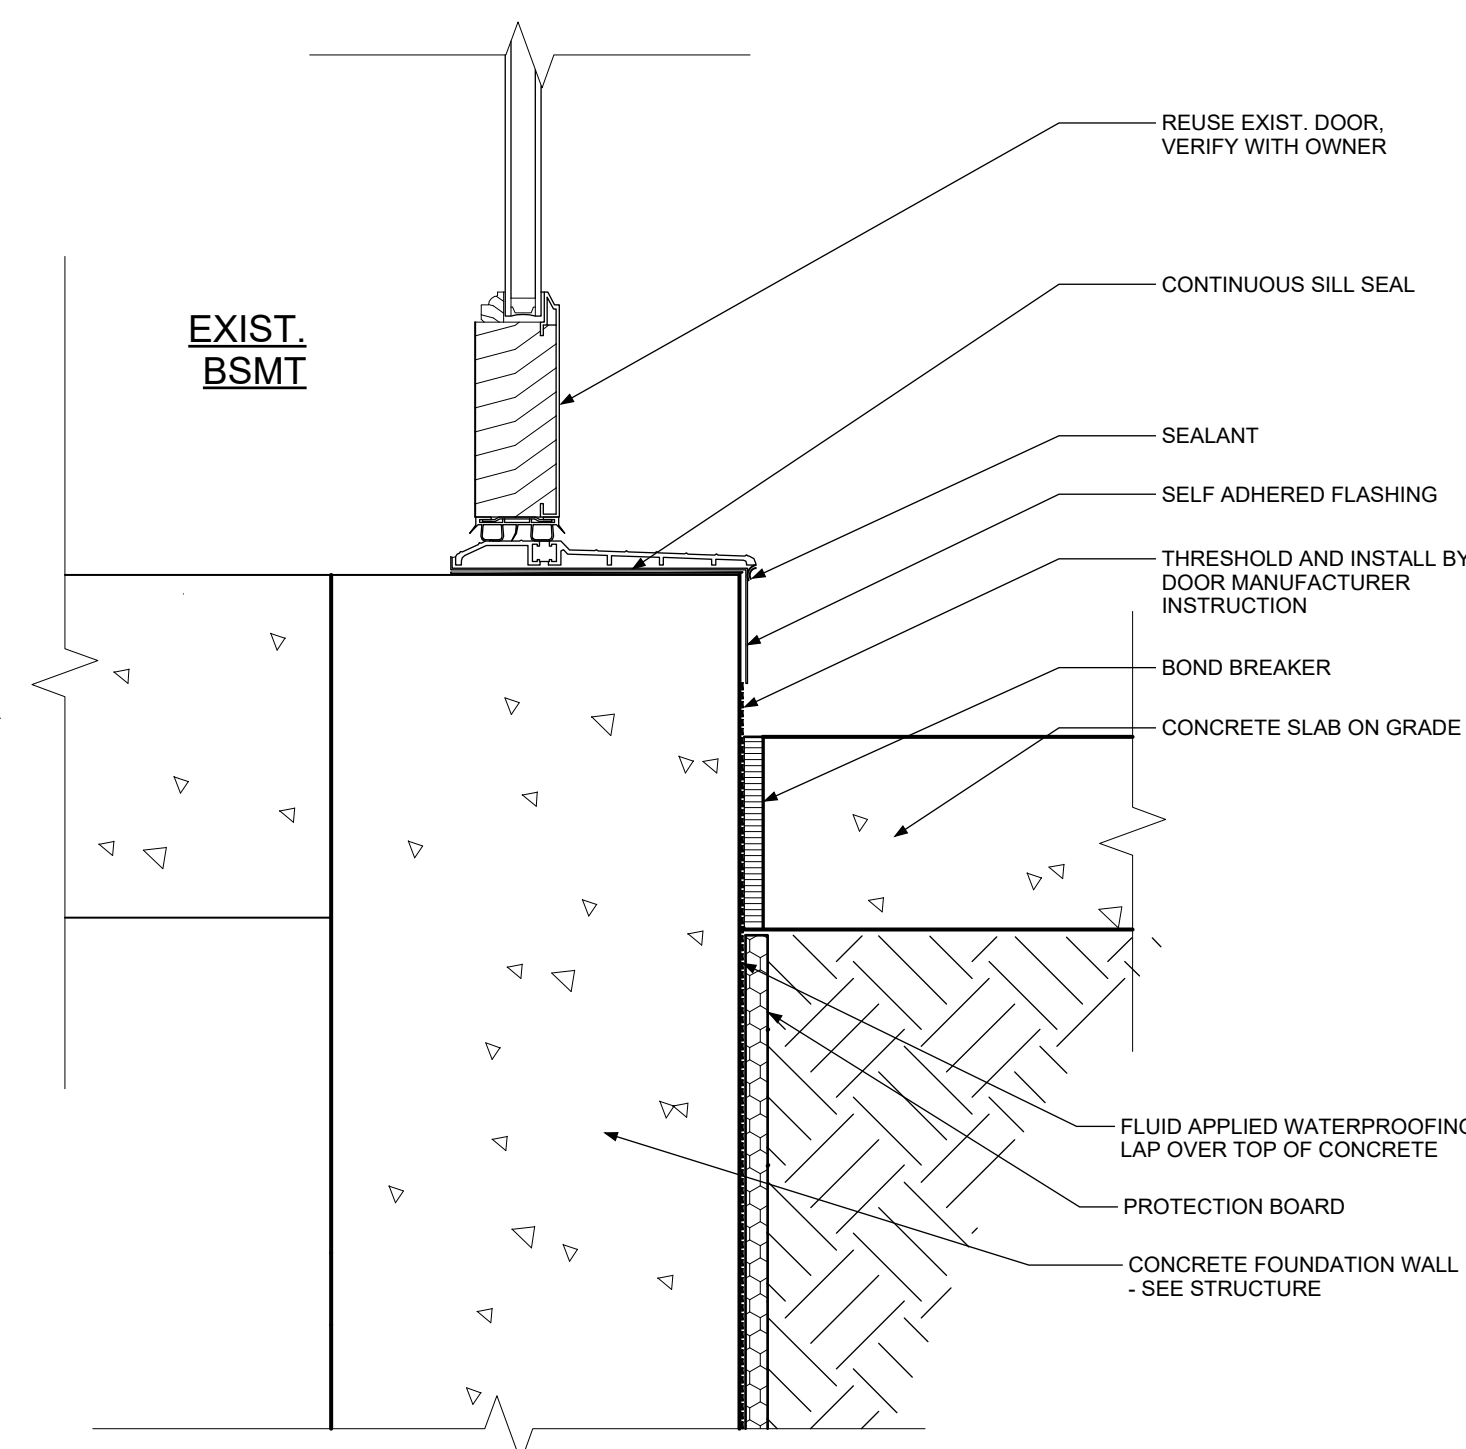 REUSE EXIST. DOOR,
VERIFY WITH OWNER
CONTINUOUS SILL SEAL
EXIST.
BSMT
SEALANT
SELF ADHERED FLASHING
THRESHOLD AND INSTALL BY
DOOR MANUFACTURER
INSTRUCTION
BOND BREAKER
CONCRETE SLAB ON GRADE
FLUID APPLIED WATERPROOFING
LAP OVER TOP OF CONCRETE
PROTECTION BOARD
CONCRETE FOUNDATION WALL
- SEE STRUCTURE